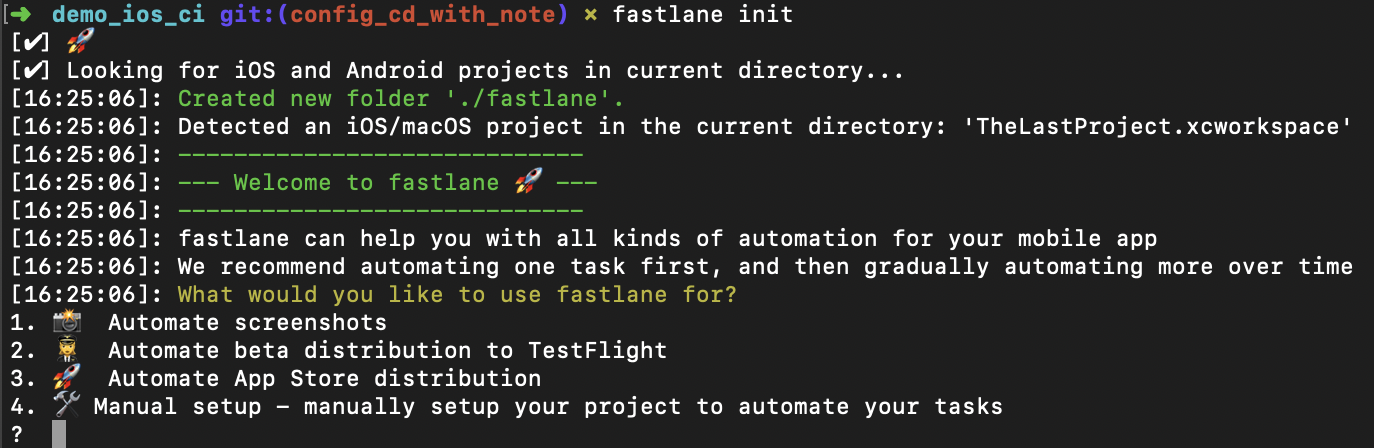 [➜ demo_ios_ci git:(config_cd_with_note) ✗ fastlane init
[✔] 🚀
[✔] Looking for iOS and Android projects in current directory...
[16:25:06]: Created new folder './fastlane'.
[16:25:06]: Detected an iOS/macOS project in the current directory: 'TheLastProject.xcworkspace'
[16:25:06]: -----------------------------
[16:25:06]: --- Welcome to fastlane 🚀 ---
[16:25:06]: -----------------------------
[16:25:06]: fastlane can help you with all kinds of automation for your mobile app
[16:25:06]: We recommend automating one task first, and then gradually automating more over time
[16:25:06]: What would you like to use fastlane for?
1. 📸  Automate screenshots
2. 👩‍✈️  Automate beta distribution to TestFlight
3. 🚀  Automate App Store distribution
4. 🛠 Manual setup - manually setup your project to automate your tasks
?